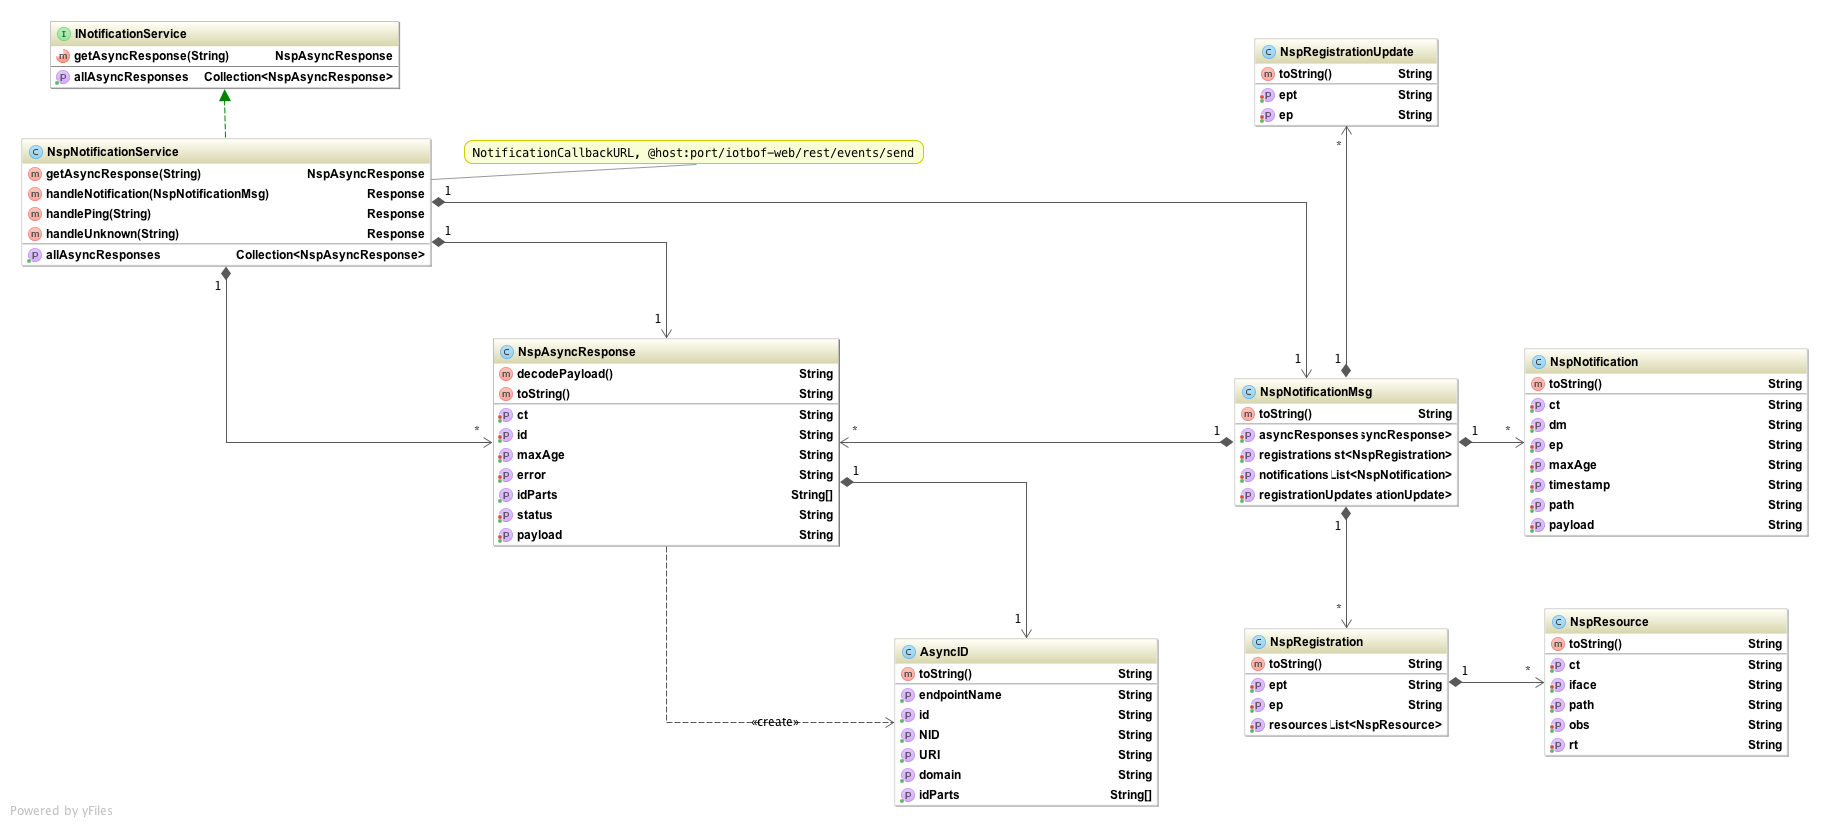 INotificationService
getAsyncResponse(String) NspAsyncResponse
allAsyncResponses Collection<NspAsyncResponse>
NspNotificationService
getAsyncResponse(String) NspAsyncResponse
handleNotification(NspNotificationMsg) Response
handlePing(String) Response
handleUnknown(String) Response
allAsyncResponses Collection<NspAsyncResponse>
NotificationCallbackURL, @host:port/iotbof-web/rest/events/send
NspRegistrationUpdate
toString() String
ept String
ep String
*
1
1
1
1
*
NspAsyncResponse
decodePayload() String
toString() String
ct String
id String
maxAge String
error String
idParts String[]
status String
payload String
*
1
1
1
1
1
NspNotificationMsg
toString() String
asyncResponses syncResponse>
registrations st<NspRegistration>
notifications List<NspNotification>
registrationUpdates ationUpdate>
1
*
NspNotification
toString() String
ct String
dm String
ep String
maxAge String
timestamp String
path String
payload String
1
*
«create»
AsyncID
toString() String
endpointName String
id String
NID String
URI String
domain String
idParts String[]
NspRegistration
toString() String
ept String
ep String
resources List<NspResource>
1
*
NspResource
toString() String
ct String
iface String
path String
obs String
rt String
Powered by yFiles